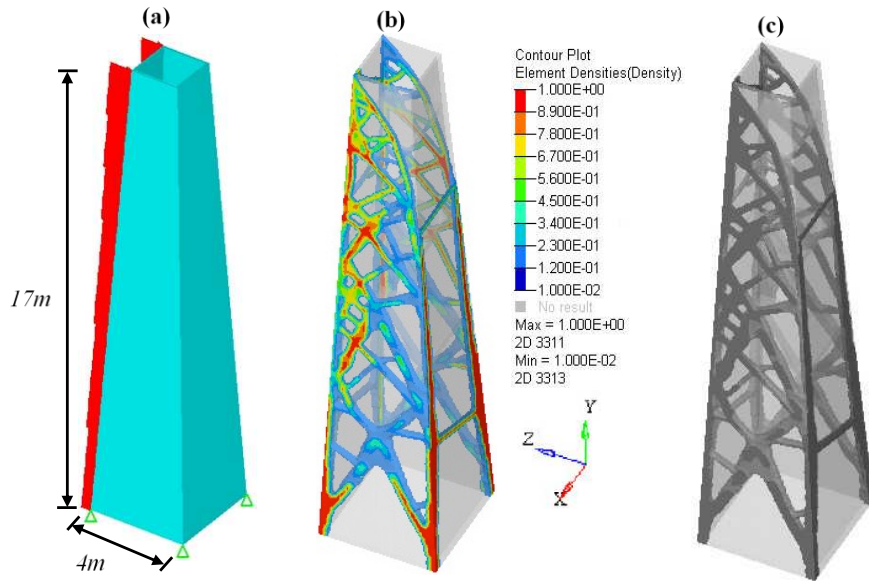 (a)
(b)
(c)
17m
4m
Contour Plot
Element Densities(Density)
1.000E+00
8.900E-01
7.800E-01
6.700E-01
5.600E-01
4.500E-01
3.400E-01
2.300E-01
1.200E-01
1.000E-02
No result
Max = 1.000E+00
2D 3311
Min = 1.000E-02
2D 3313
Y
Z
X